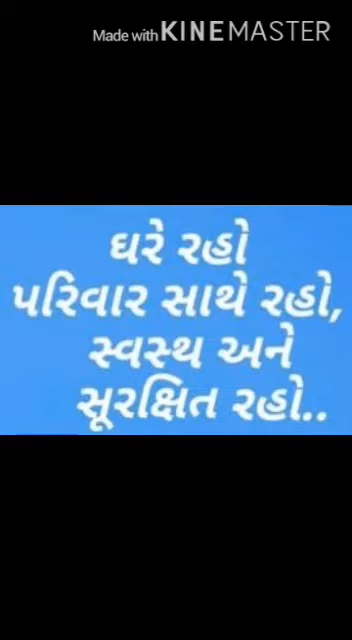 Made with KINEMASTER
ઘરે રહો
પરિવાર સાથે રહો,
સ્વસ્થ અને
સૂરક્ષિત રહો..